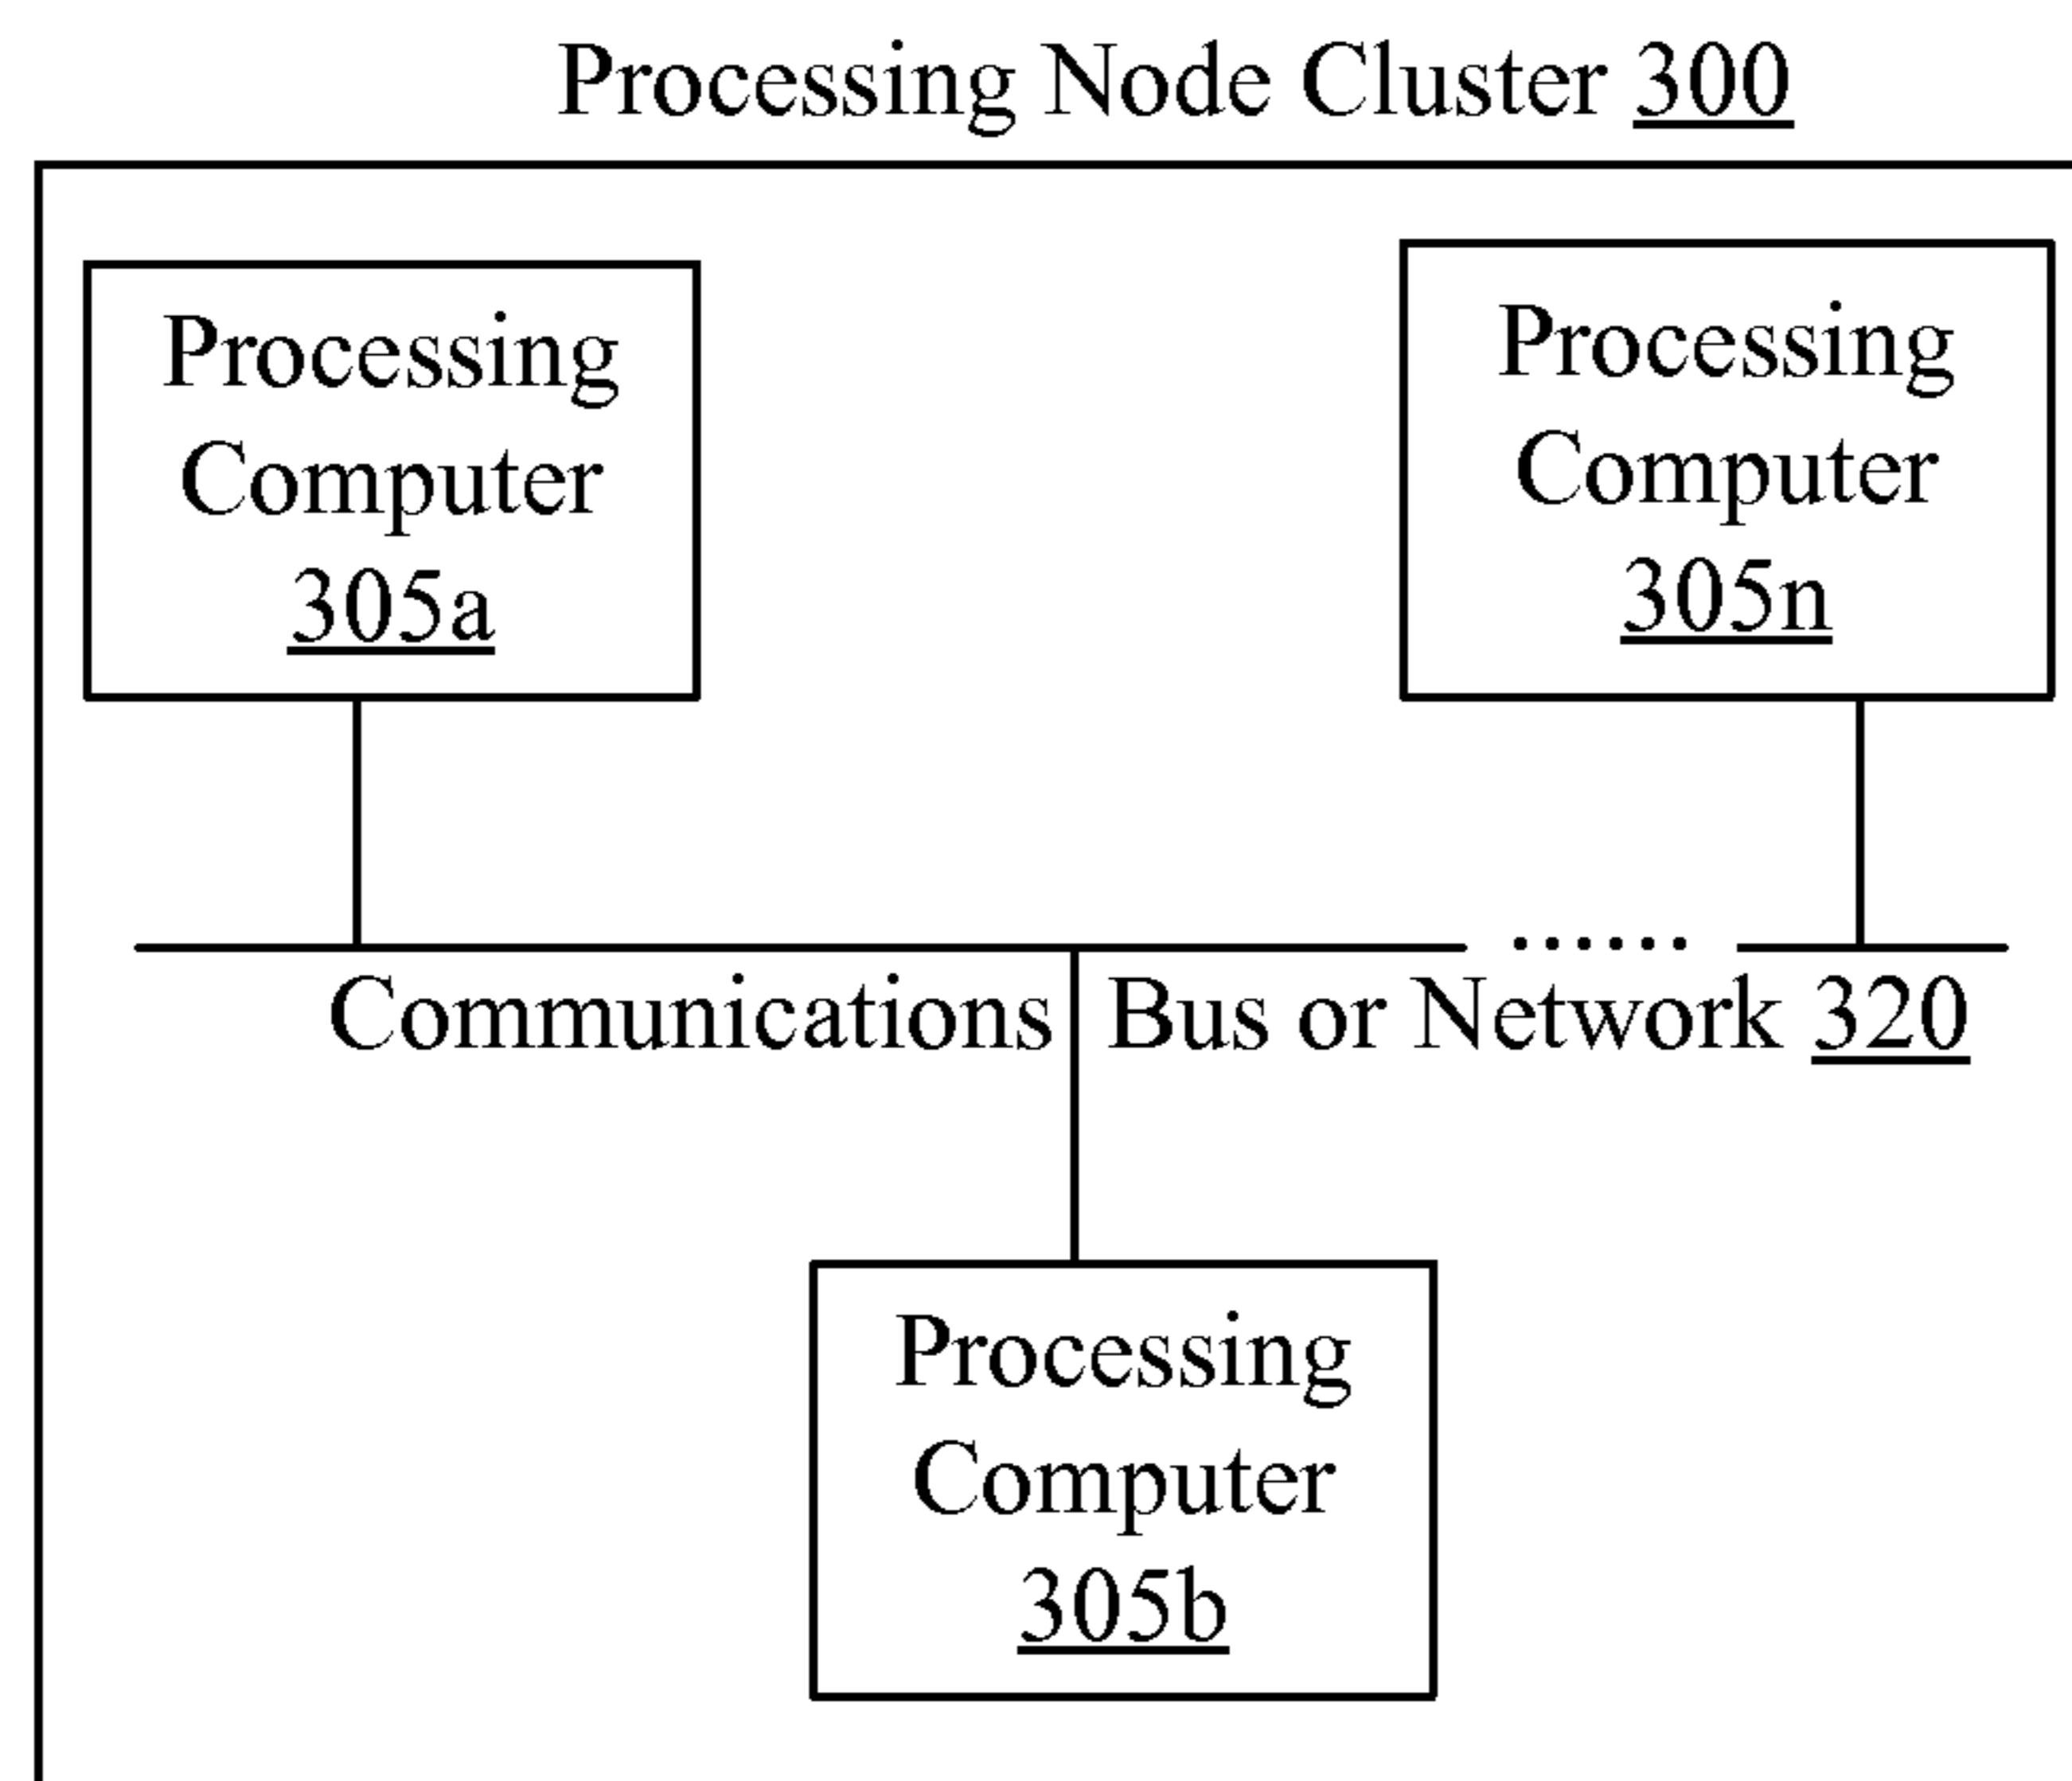 Processing Node Cluster 300
Processing
Computer
305a
Processing
Computer
305n
......
Communications Bus or Network 320
Processing
Computer
305b